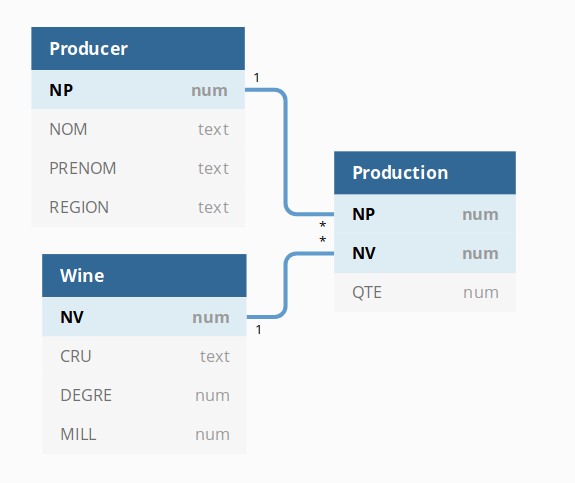 Producer
NP num
NOM text
PRENOM text
REGION text
1
Production
NP num
NV num
QTE num
*
*
Wine
NV num
CRU text
DEGRE num
MILL num
1